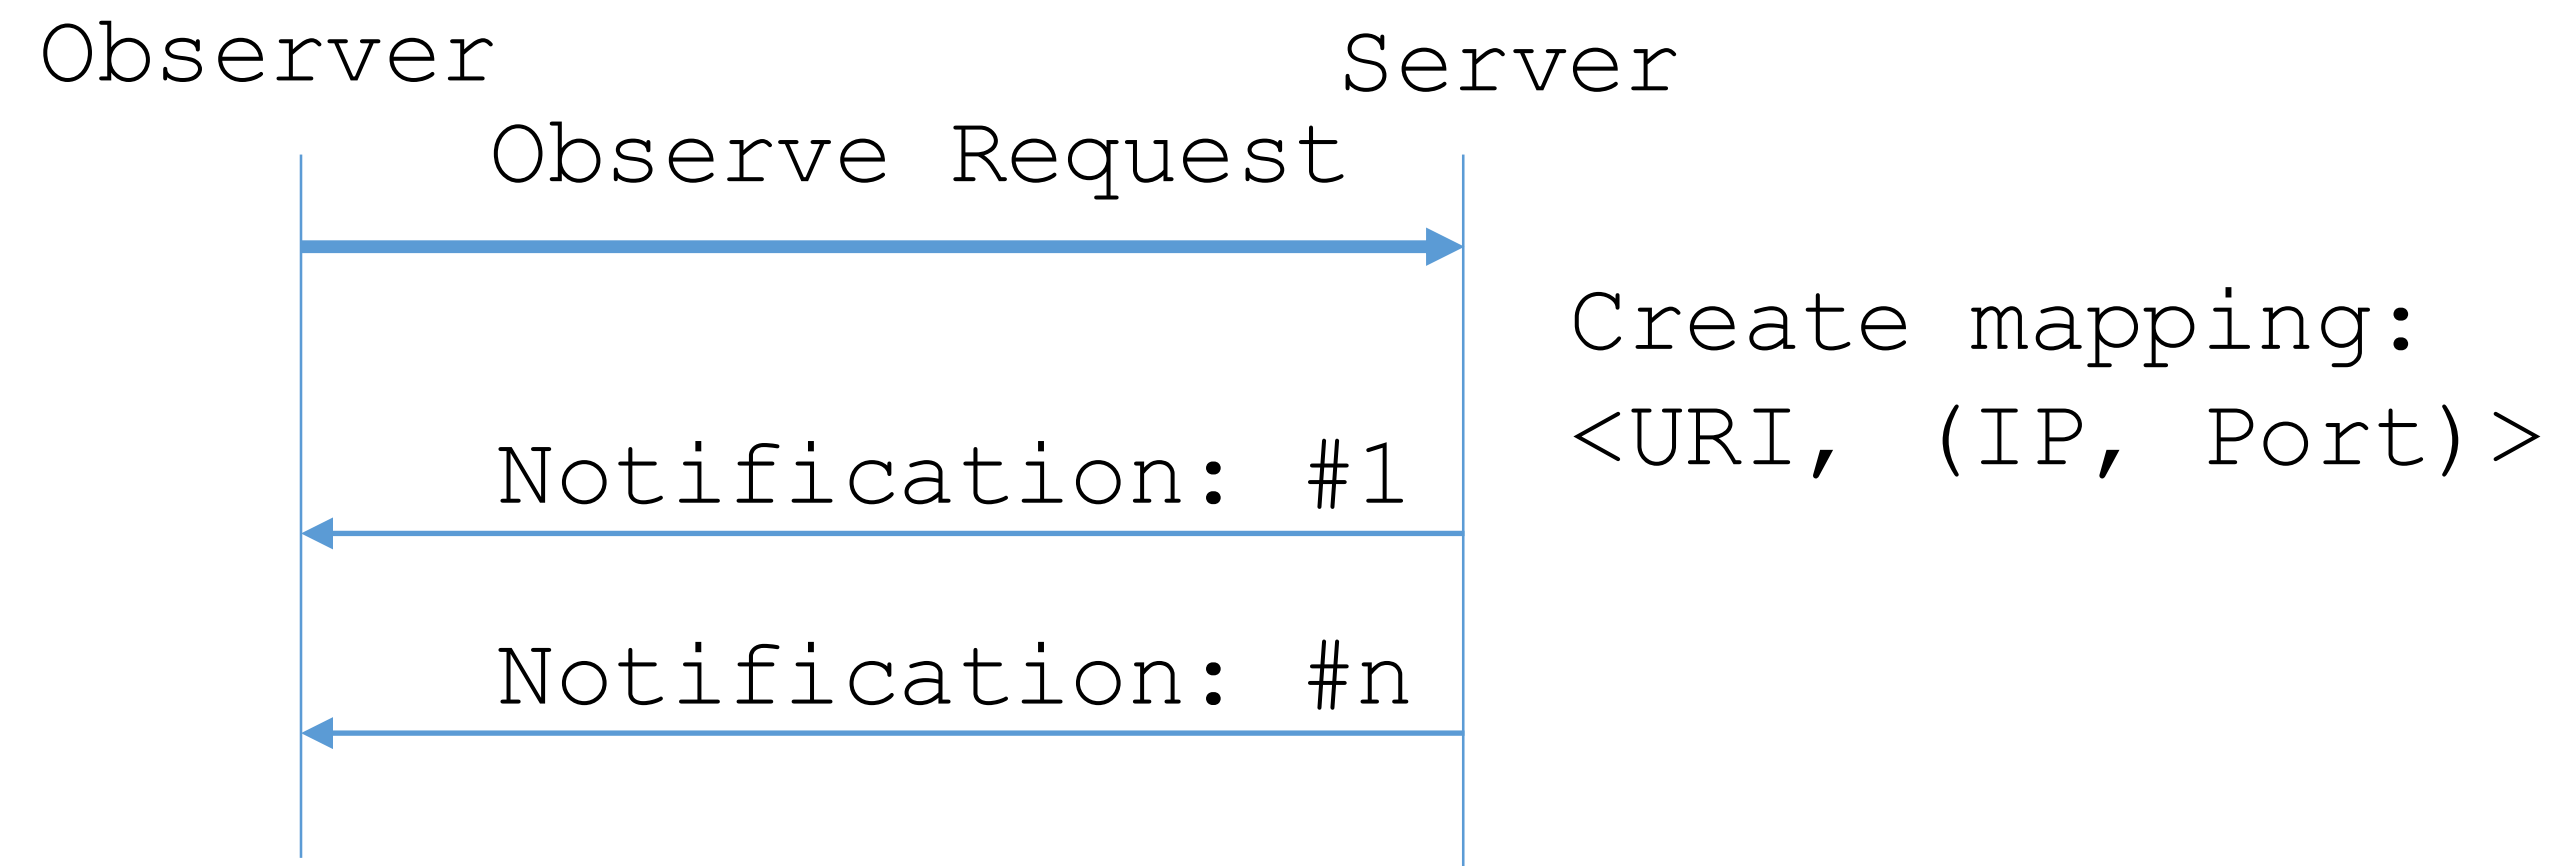 Observer
Server
Observe Request
Create mapping:
<URI, (IP, Port)>
Notification: #1
Notification: #n